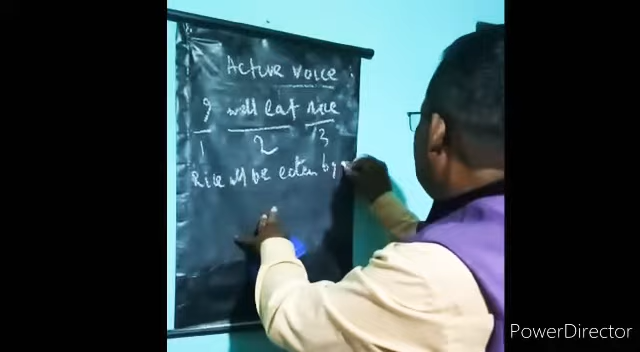 Active voice
I will eat rice
1 2 3
Rice will be eaten by
PowerDirector